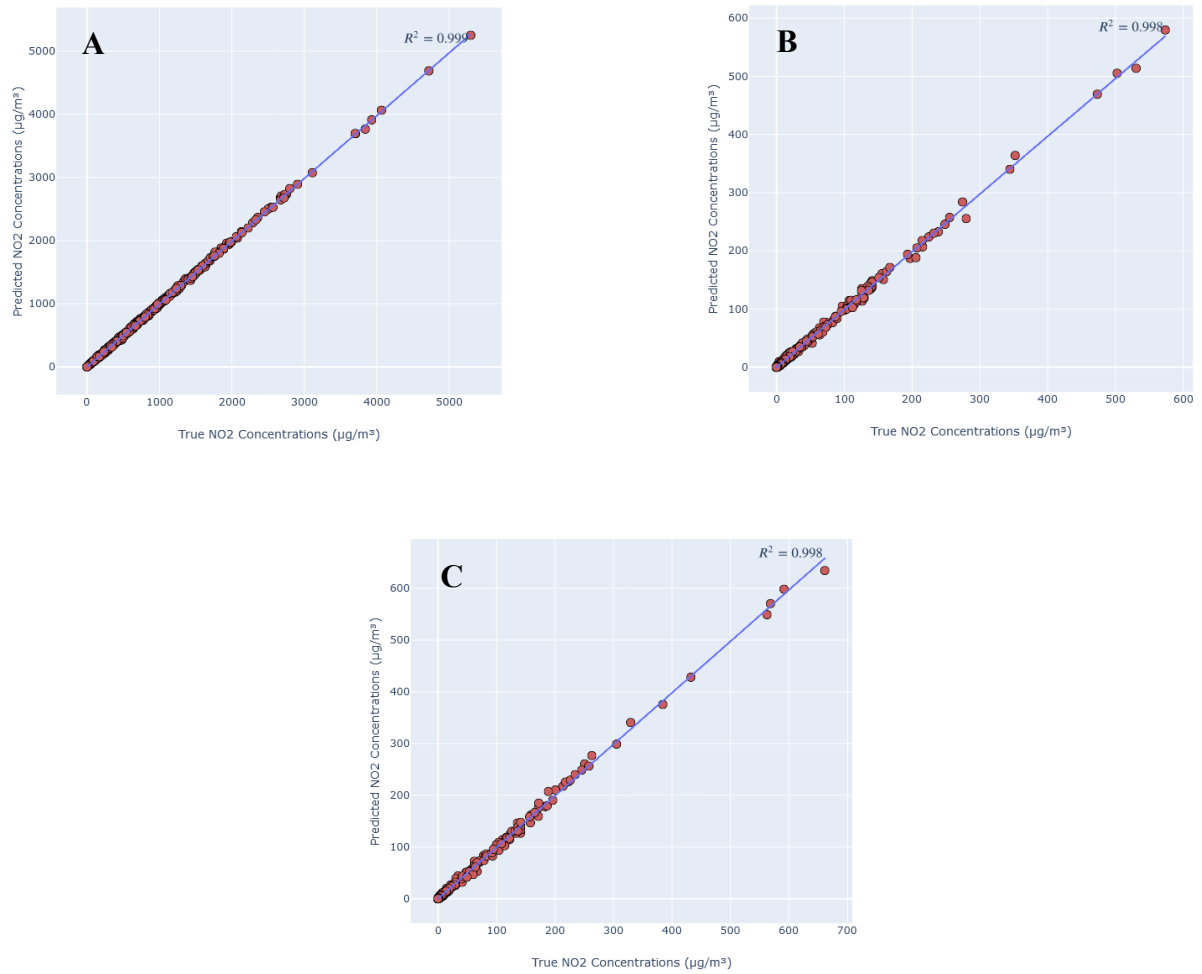 A
R² = 0.999
5000
4000
3000
2000
1000
0
Predicted NO2 Concentrations (µg/m³)
0 1000 2000 3000 4000 5000
True NO2 Concentrations (µg/m³)
B
R² = 0.998
600
500
400
300
200
100
0
Predicted NO2 Concentrations (µg/m³)
0 100 200 300 400 500 600
True NO2 Concentrations (µg/m³)
C
R² = 0.998
600
500
400
300
200
100
0
Predicted NO2 Concentrations (µg/m³)
0 100 200 300 400 500 600 700
True NO2 Concentrations (µg/m³)